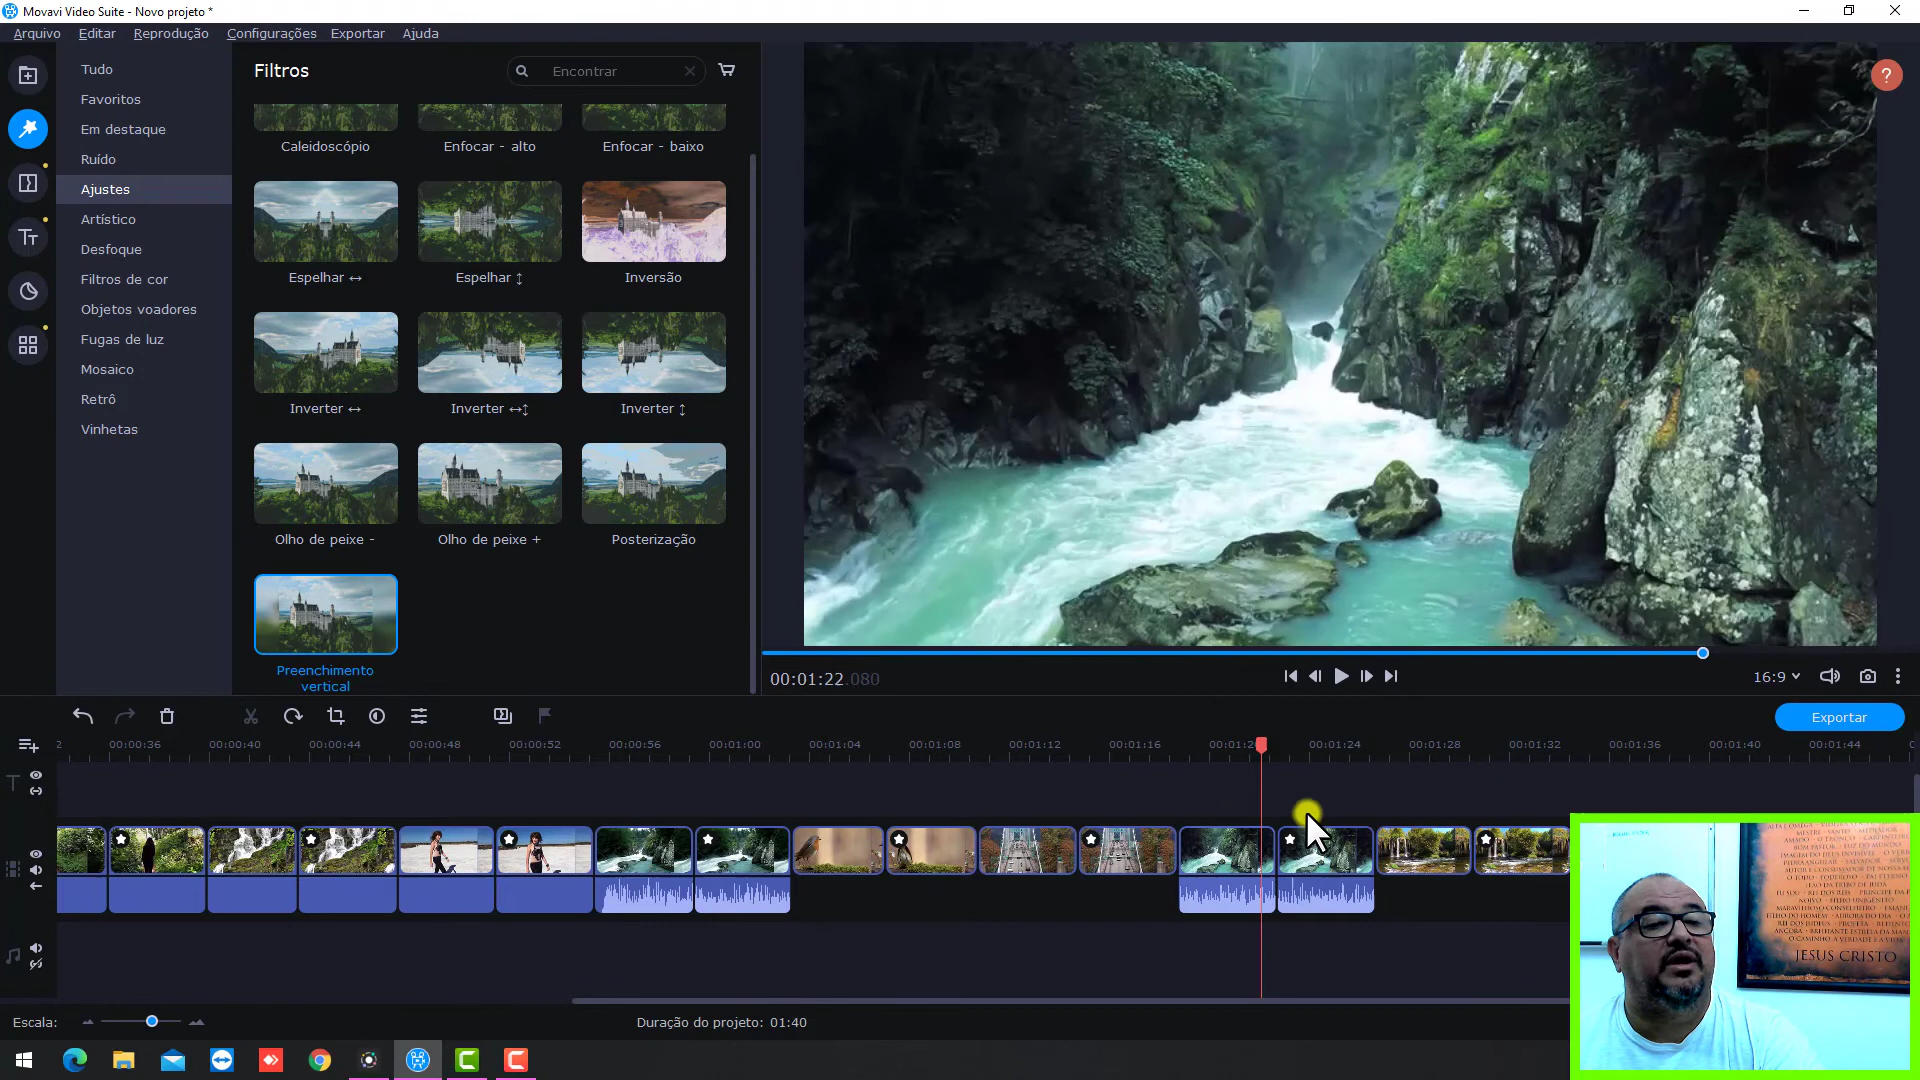 Movavi Video Suite - Novo projeto *
Arquivo Editar Reprodução Configurações Exportar Ajuda
Tudo
Favoritos
Em destaque
Ruído
Ajustes
Artístico
Desfoque
Filtros de cor
Objetos voadores
Fugas de luz
Mosaico
Retrô
Vinhetas
Filtros
Encontrar
Caleidoscópio
Enfocar - alto
Enfocar - baixo
Espelhar ↔
Espelhar ↕
Inversão
Inverter ↔
Inverter ↔↕
Inverter ↕
Olho de peixe -
Olho de peixe +
Posterização
Preenchimento
vertical
?
00:01:22.080
16:9
Exportar
2 00:00:36 00:00:40 00:00:44 00:00:48 00:00:52 00:00:56 00:01:00 00:01:04 00:01:08 00:01:12 00:01:16 00:01:20 00:01:24 00:01:28 00:01:32 00:01:36 00:01:40 00:01:44
Escala:
Duração do projeto: 01:40
JESUS CRISTO